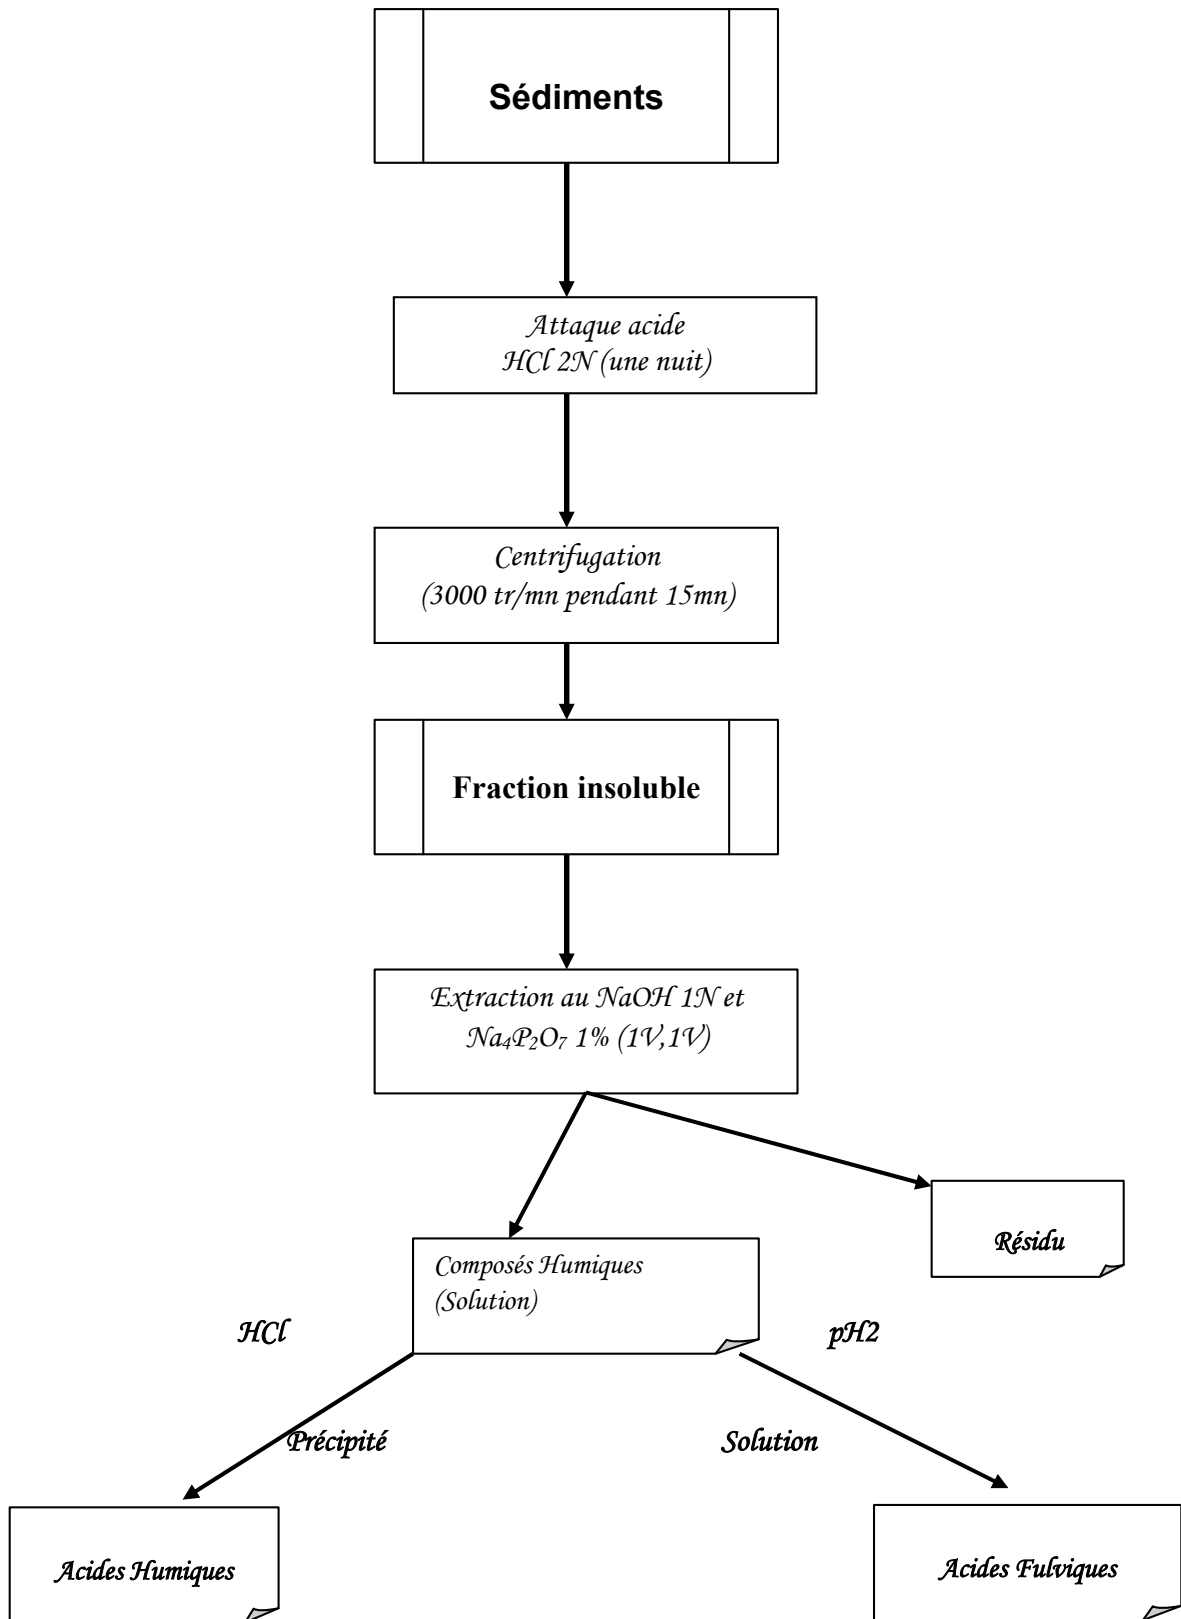 Sédiments
Attaque acide
HCl 2N (une nuit)
Centrifugation
(3000 tr/mn pendant 15mn)
Fraction insoluble
Extraction au NaOH 1N et
Na₄P₂O₇ 1% (1V,1V)
Résidu
Composés Humiques
(Solution)
HCl
pH2
Précipité
Solution
Acides Humiques
Acides Fulviques